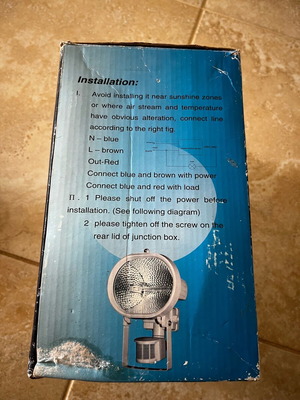 Installation:
I. Avoid installing it near sunshine zones
or where air stream and temperature
have obvious alteration, connect line
according to the right fig.
N – blue
L – brown
Out-Red
Connect blue and brown with power
Connect blue and red with load
II . 1 Please shut off the power before
installation. (See following diagram)
2 please tighten off the screw on the
rear lid of junction box.